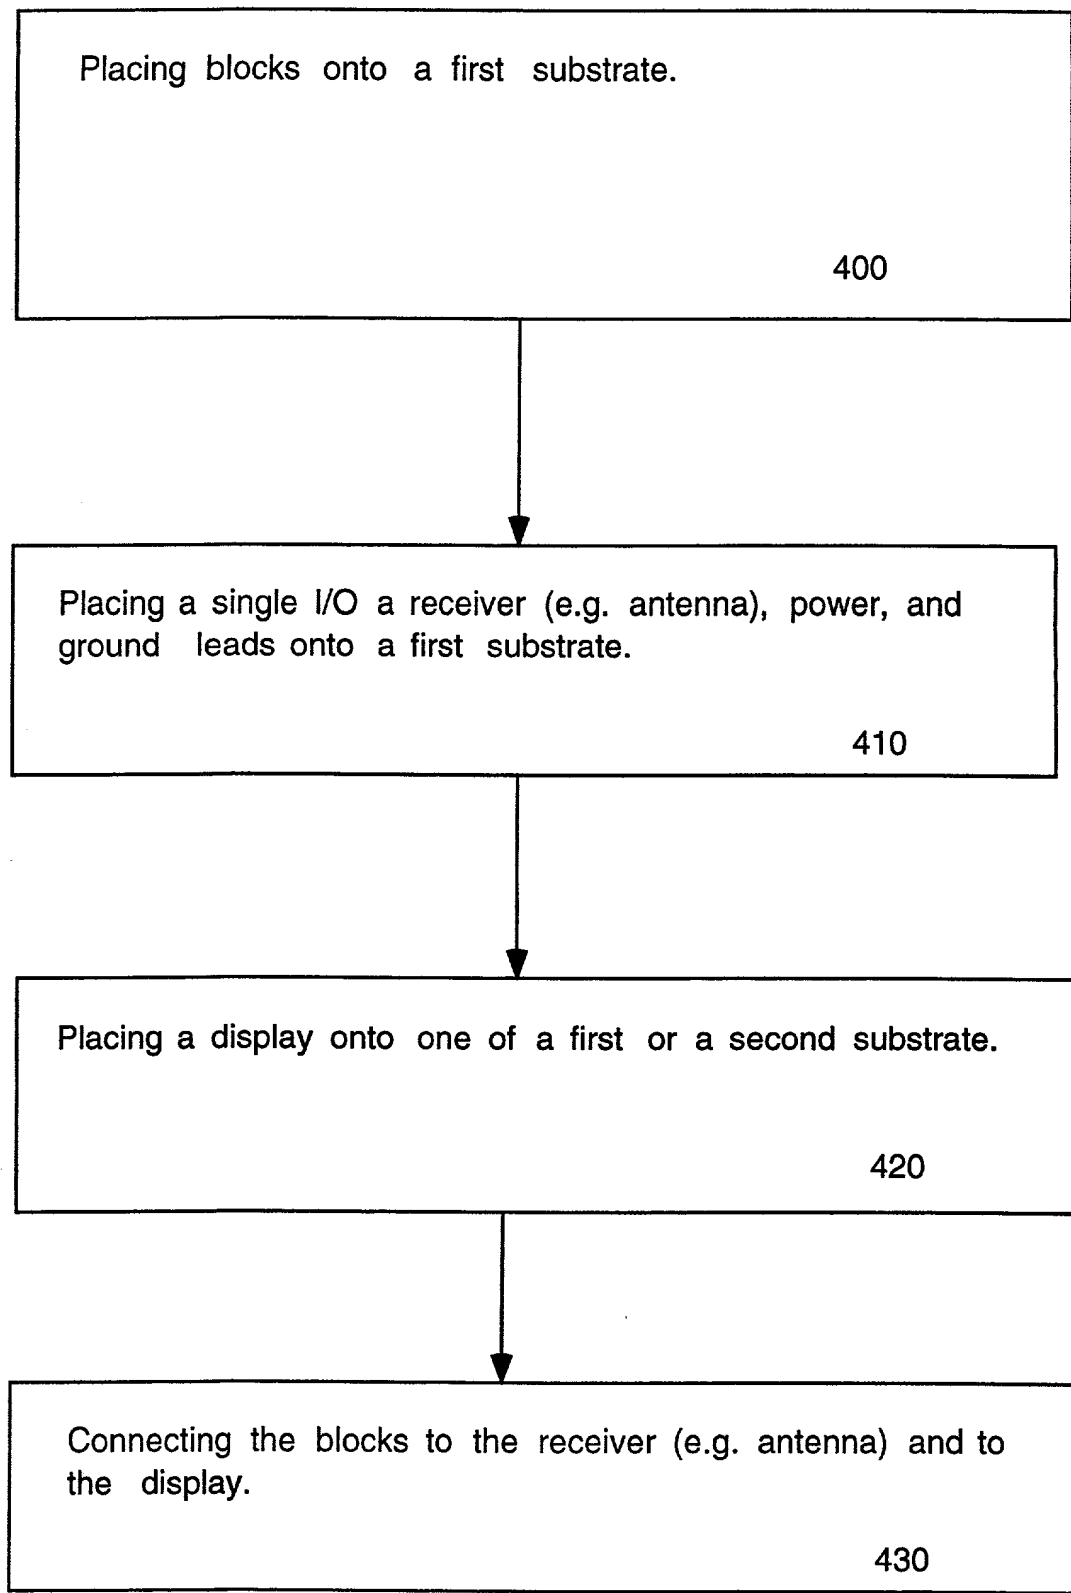 Placing blocks onto a first substrate.
400
Placing a single I/O a receiver (e.g. antenna), power, and
ground leads onto a first substrate.
410
Placing a display onto one of a first or a second substrate.
420
Connecting the blocks to the receiver (e.g. antenna) and to
the display.
430